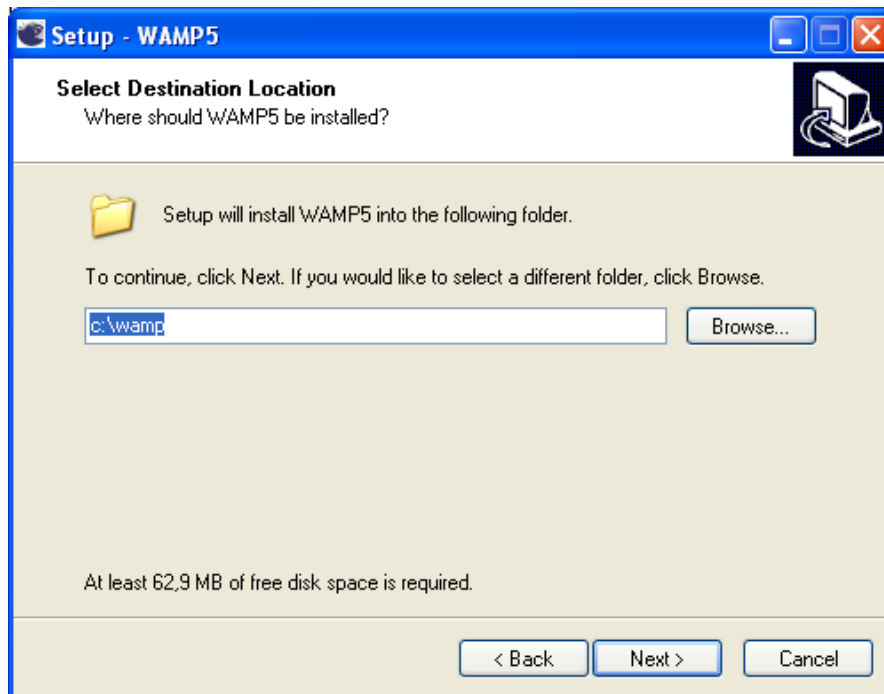 Setup - WAMP5
Select Destination Location
Where should WAMP5 be installed?
Setup will install WAMP5 into the following folder.
To continue, click Next. If you would like to select a different folder, click Browse.
c:\wamp
Browse...
At least 62,9 MB of free disk space is required.
< Back
Next >
Cancel